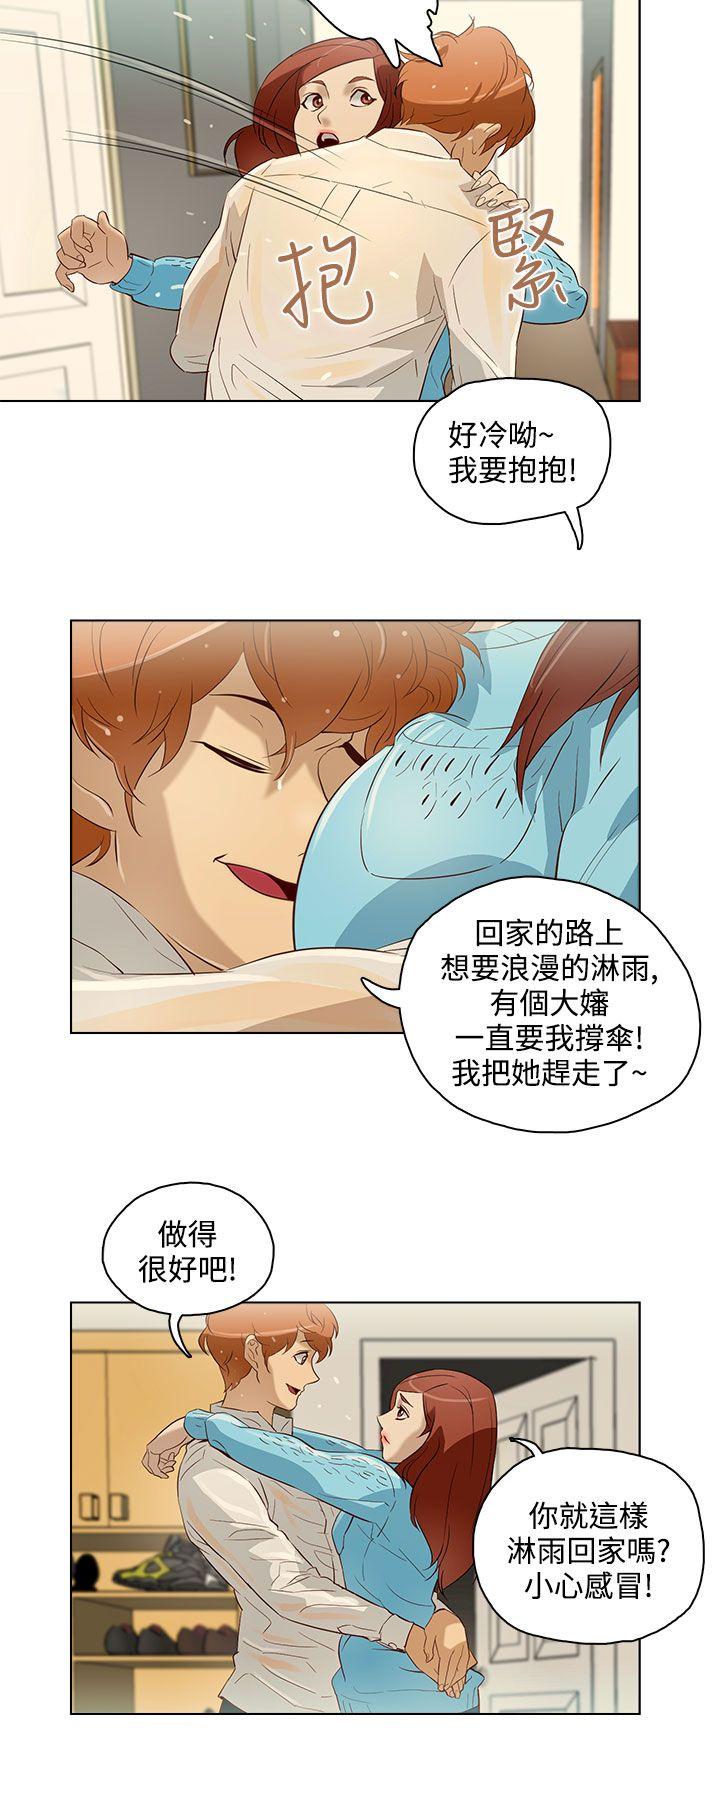 緊
抱
好冷呦~
我要抱抱!
回家的路上
想要浪漫的淋雨,
有個大嬸
一直要我撐傘!
我把她趕走了~
做得
很好吧!
你就這樣
淋雨回家嗎?
小心感冒!